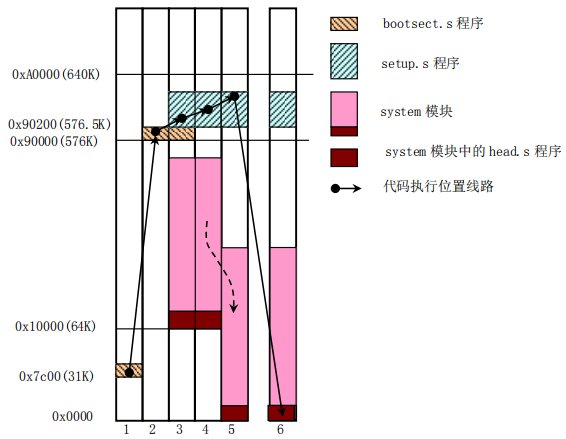 0xA0000(640K)
0x90200(576.5K)
0x90000(576K)
0x10000(64K)
0x7c00(31K)
0x0000
1 2 3 4 5 6
bootsect.s 程序
setup.s 程序
system 模块
system 模块中的 head.s 程序
代码执行位置线路